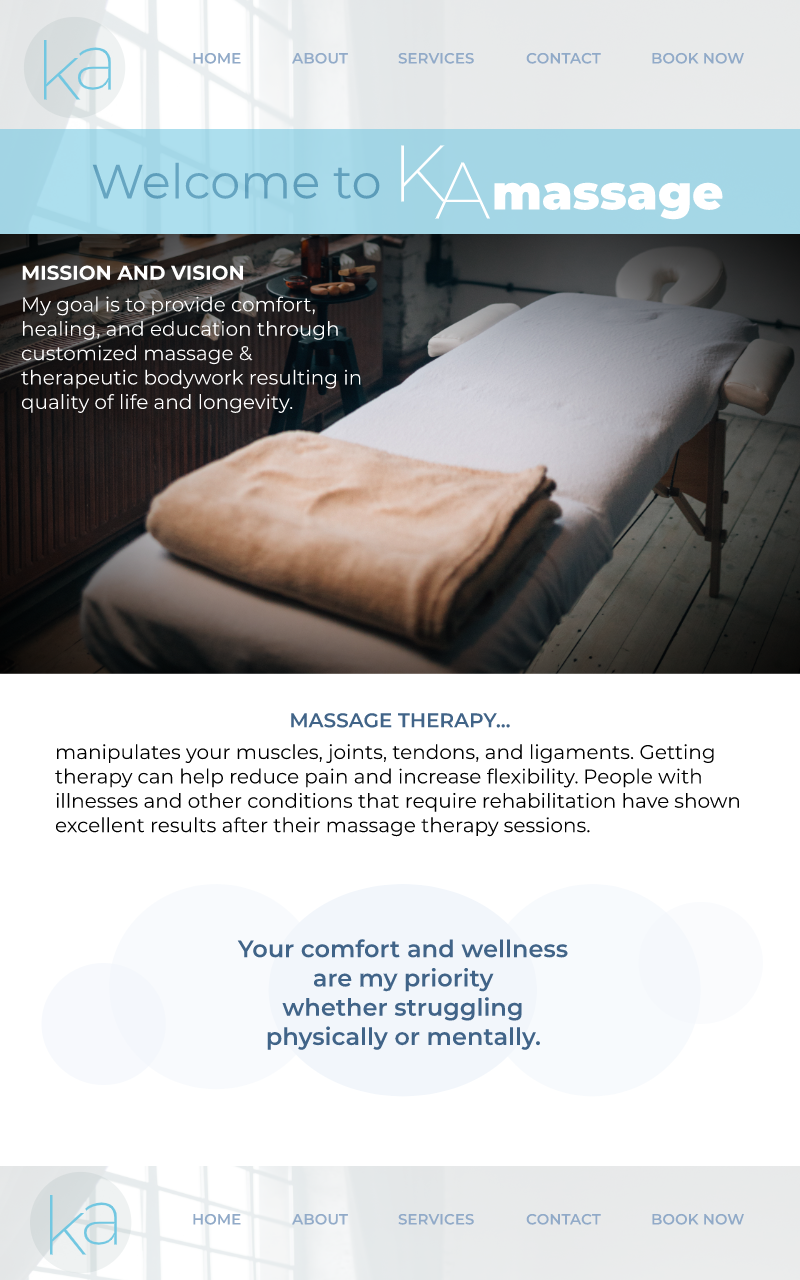 ka
HOME ABOUT SERVICES CONTACT BOOK NOW
Welcome to KA massage
MISSION AND VISION
My goal is to provide comfort,
healing, and education through
customized massage &
therapeutic bodywork resulting in
quality of life and longevity.
MASSAGE THERAPY...
manipulates your muscles, joints, tendons, and ligaments. Getting
therapy can help reduce pain and increase flexibility. People with
illnesses and other conditions that require rehabilitation have shown
excellent results after their massage therapy sessions.
Your comfort and wellness
are my priority
whether struggling
physically or mentally.
ka
HOME ABOUT SERVICES CONTACT BOOK NOW